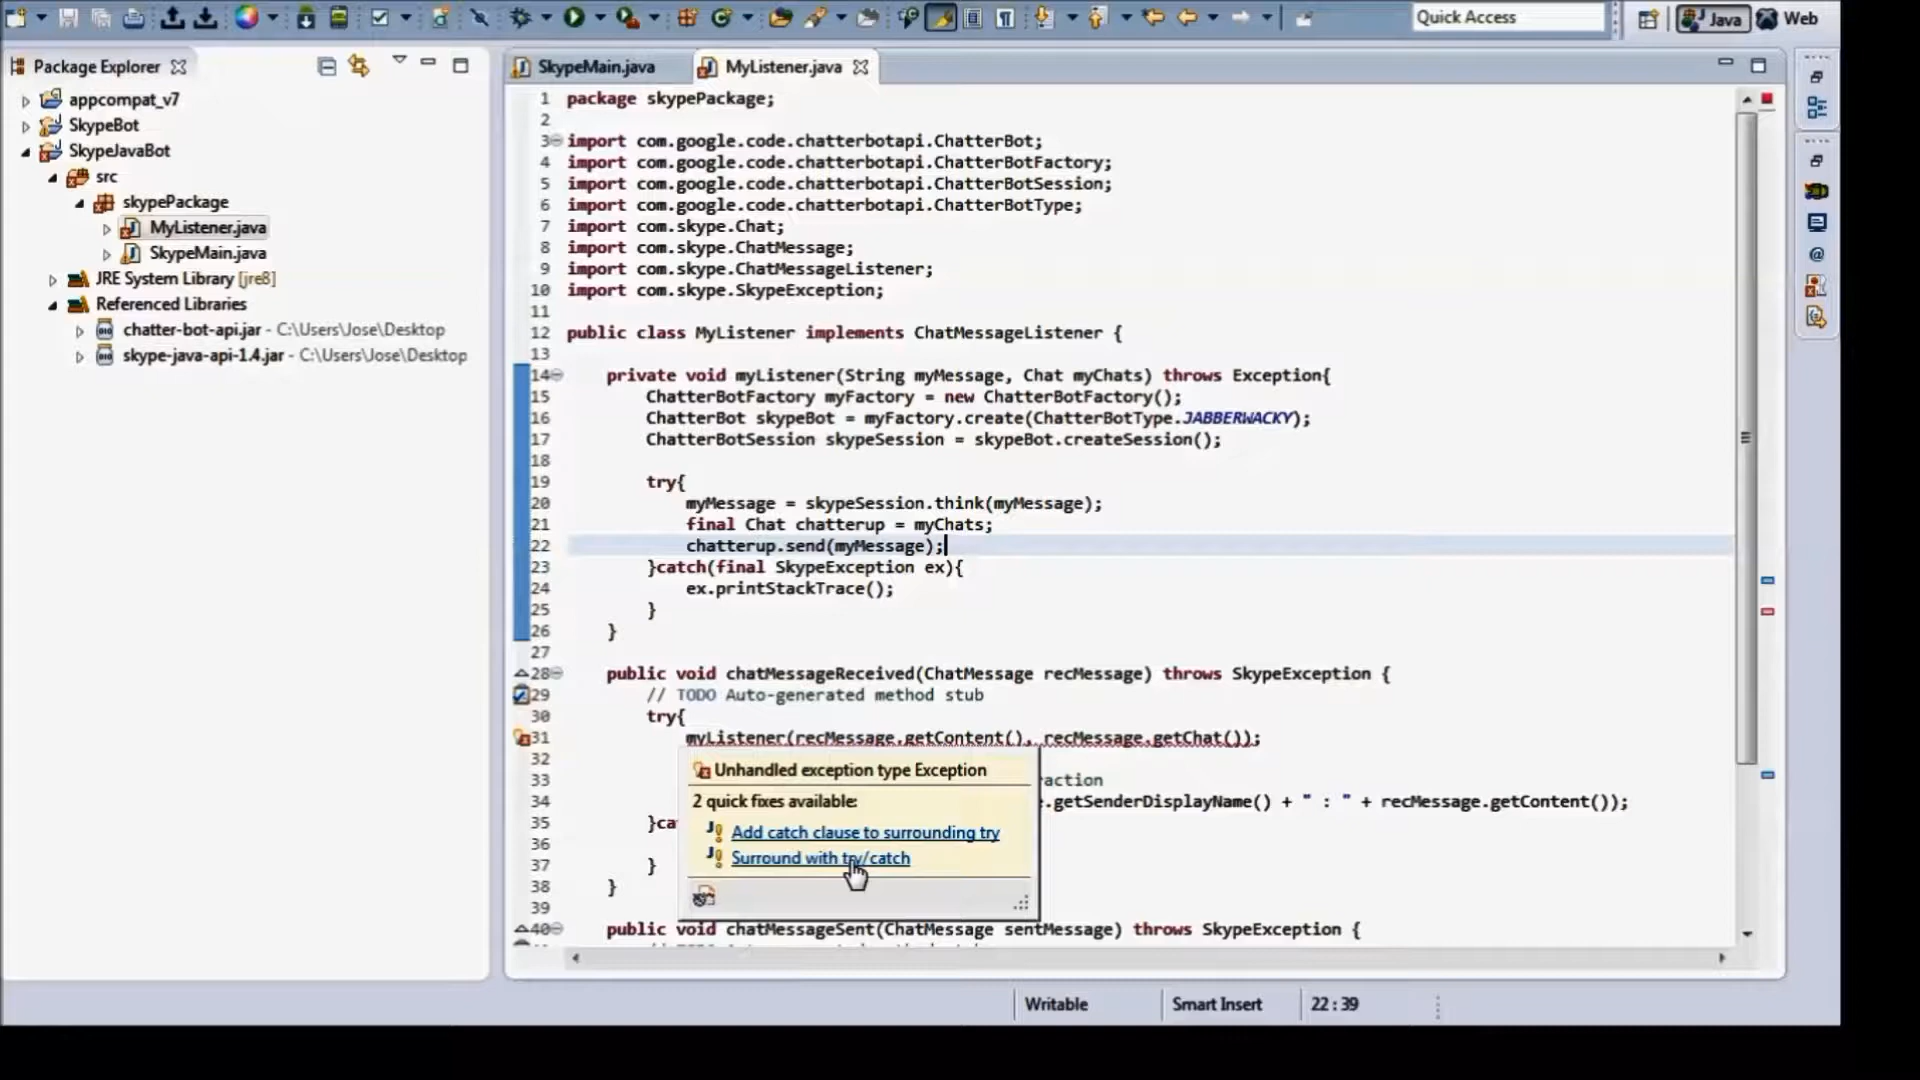 Quick Access
Java
Web
Package Explorer
appcompat_v7
SkypeBot
SkypeJavaBot
src
skypePackage
MyListener.java
SkypeMain.java
JRE System Library [jre8]
Referenced Libraries
chatter-bot-api.jar - C:\Users\Jose\Desktop
skype-java-api-1.4.jar - C:\Users\Jose\Desktop
SkypeMain.java
MyListener.java
1 package skypePackage;
2
3 import com.google.code.chatterbotapi.ChatterBot;
4 import com.google.code.chatterbotapi.ChatterBotFactory;
5 import com.google.code.chatterbotapi.ChatterBotSession;
6 import com.google.code.chatterbotapi.ChatterBotType;
7 import com.skype.Chat;
8 import com.skype.ChatMessage;
9 import com.skype.ChatMessageListener;
10 import com.skype.SkypeException;
11
12 public class MyListener implements ChatMessageListener {
13
14 private void myListener(String myMessage, Chat myChats) throws Exception{
15 ChatterBotFactory myFactory = new ChatterBotFactory();
16 ChatterBot skypeBot = myFactory.create(ChatterBotType.JABBERWACKY);
17 ChatterBotSession skypeSession = skypeBot.createSession();
18
19 try{
20 myMessage = skypeSession.think(myMessage);
21 final Chat chatterup = myChats;
22 chatterup.send(myMessage);
23 }catch(final SkypeException ex){
24 ex.printStackTrace();
25 }
26 }
27
28 public void chatMessageReceived(ChatMessage recMessage) throws SkypeException {
29 // TODO Auto-generated method stub
30 try{
31 myListener(recMessage.getContent(), recMessage.getChat());
32
33 action
34 .getSenderDisplayName() + " : " + recMessage.getContent());
35 }ca
36
37 }
38 }
39
40 public void chatMessageSent(ChatMessage sentMessage) throws SkypeException {
Unhandled exception type Exception
2 quick fixes available:
Add catch clause to surrounding try
Surround with try/catch
Writable
Smart Insert
22 : 39